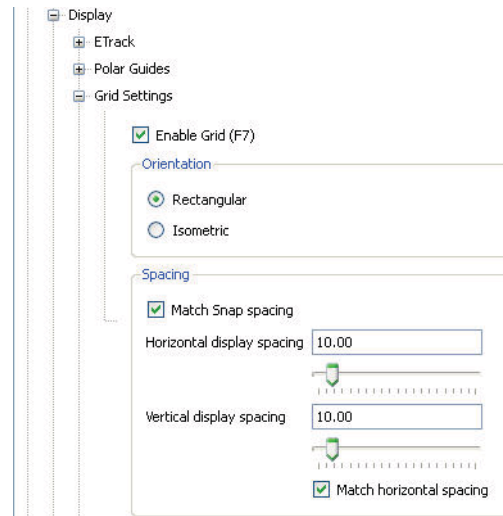 Display
ETrack
Polar Guides
Grid Settings
Enable Grid (F7)
Orientation
Rectangular
Isometric
Spacing
Match Snap spacing
Horizontal display spacing 10.00
Vertical display spacing 10.00
Match horizontal spacing